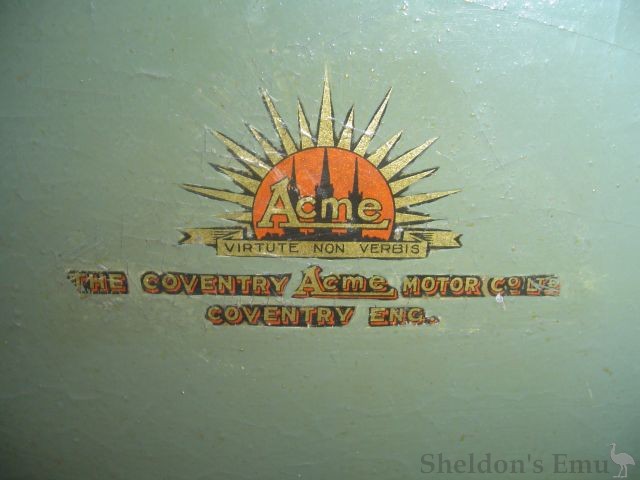 Acme
VIRTUTE NON VERBIS
THE COVENTRY Acme MOTOR Co LTD
COVENTRY ENG.
Sheldon's Emu